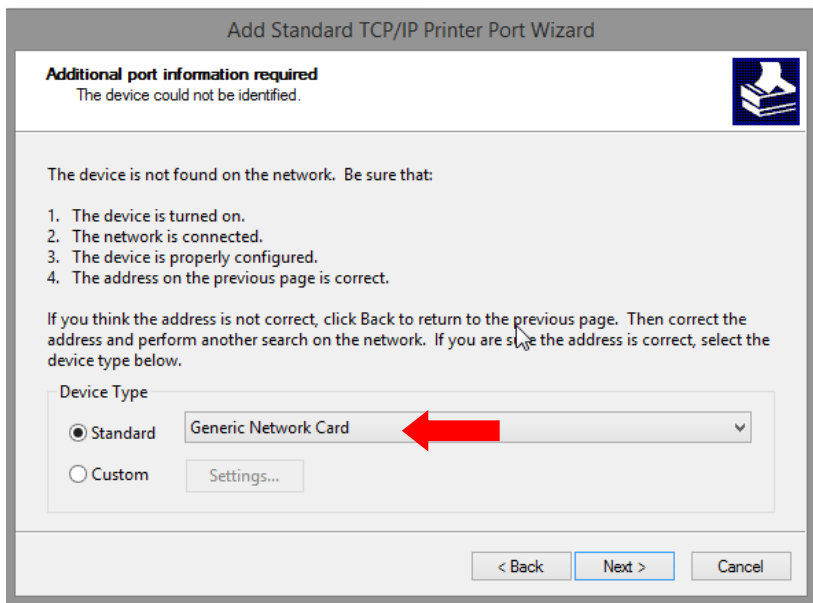 Add Standard TCP/IP Printer Port Wizard
Additional port information required
The device could not be identified.
The device is not found on the network.  Be sure that:
1.  The device is turned on.
2.  The network is connected.
3.  The device is properly configured.
4.  The address on the previous page is correct.
If you think the address is not correct, click Back to return to the previous page.  Then correct the
address and perform another search on the network.  If you are sure the address is correct, select the
device type below.
Device Type
Standard
Generic Network Card
Custom
Settings...
< Back
Next >
Cancel